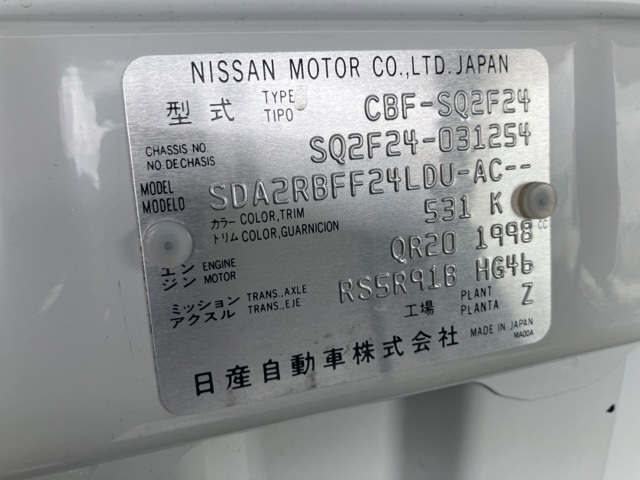 NISSAN MOTOR CO.,LTD. JAPAN
型式 TYPE TIPO CBF-SQ2F24
CHASSIS NO. NO.DE CHASIS SQ2F24-031254
MODEL MODELO SDA2RBFF24LDU-AC--
カラー COLOR,TRIM トリム COLOR,GUARNICION 531 K
エンジン ENGINE MOTOR QR20 1998 cc
ミッション アクスル TRANS.,AXLE TRANS.,EJE RS5R91B HG46
工場 PLANT PLANTA Z
日産自動車株式会社 MADE IN JAPAN
MA00A